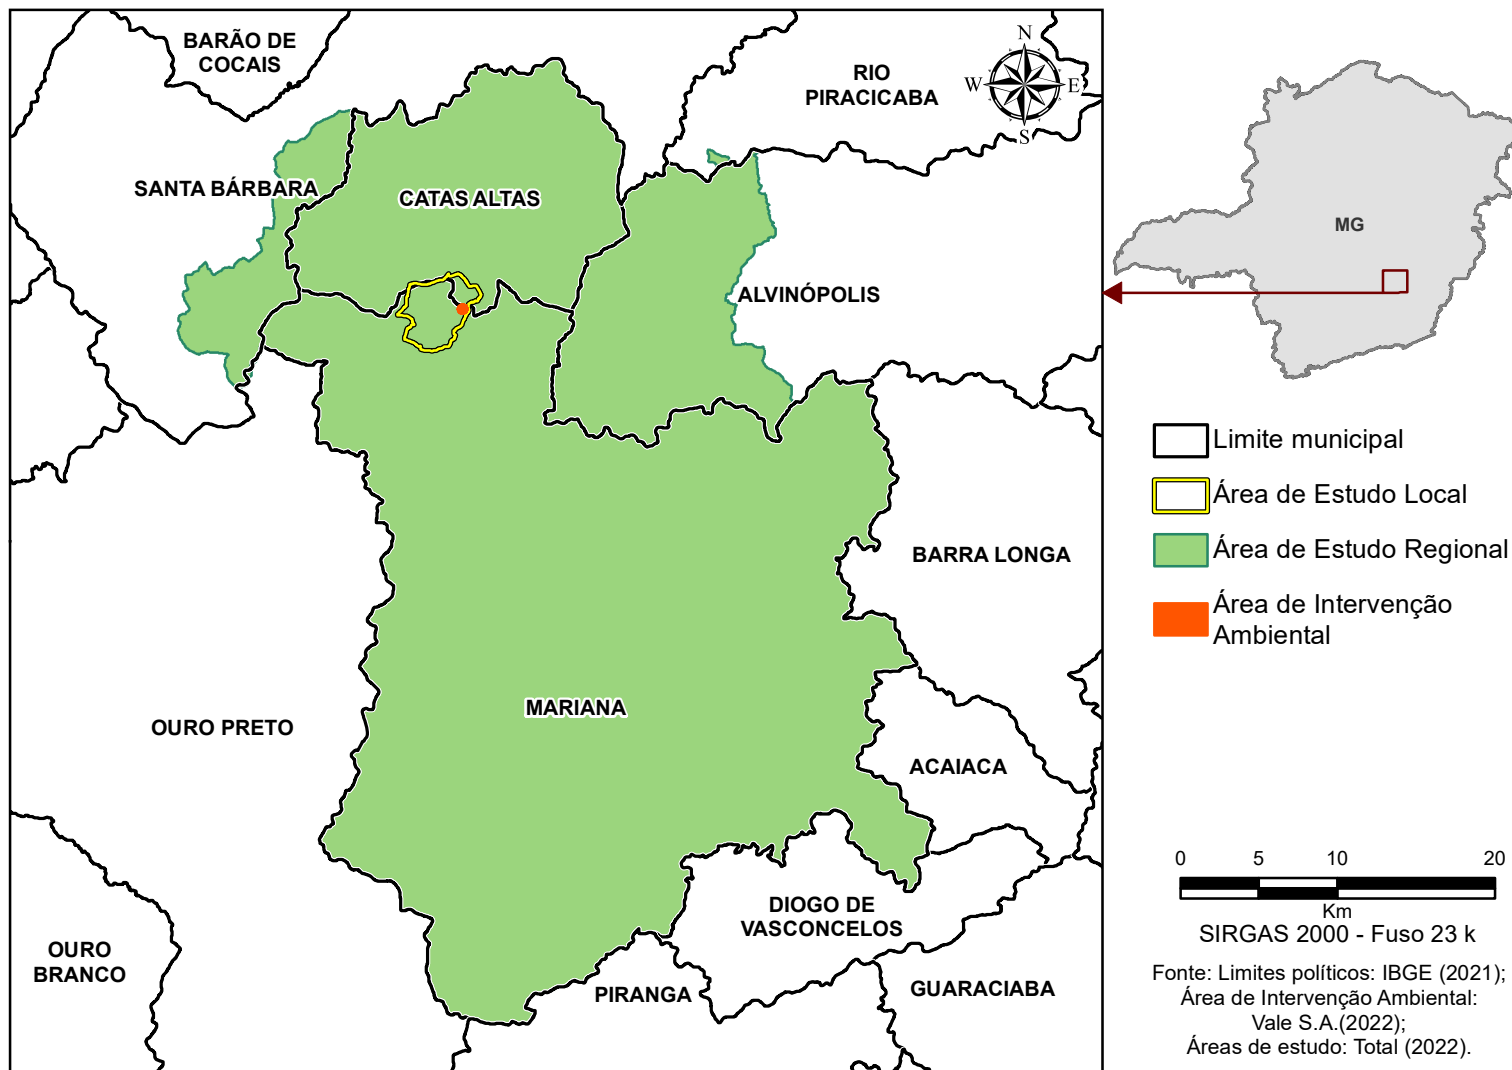 BARÃO DE
COCAIS
N
W
E
S
RIO
PIRACICABA
SANTA BÁRBARA
CATAS ALTAS
MG
ALVINÓPOLIS
Limite municipal
Área de Estudo Local
Área de Estudo Regional
Área de Intervenção
Ambiental
BARRA LONGA
MARIANA
OURO PRETO
ACAIACA
DIOGO DE
VASCONCELOS
OURO
BRANCO
PIRANGA
GUARACIABA
0 5 10 20
Km
SIRGAS 2000 - Fuso 23 k
Fonte: Limites políticos: IBGE (2021);
Área de Intervenção Ambiental:
Vale S.A.(2022);
Áreas de estudo: Total (2022).